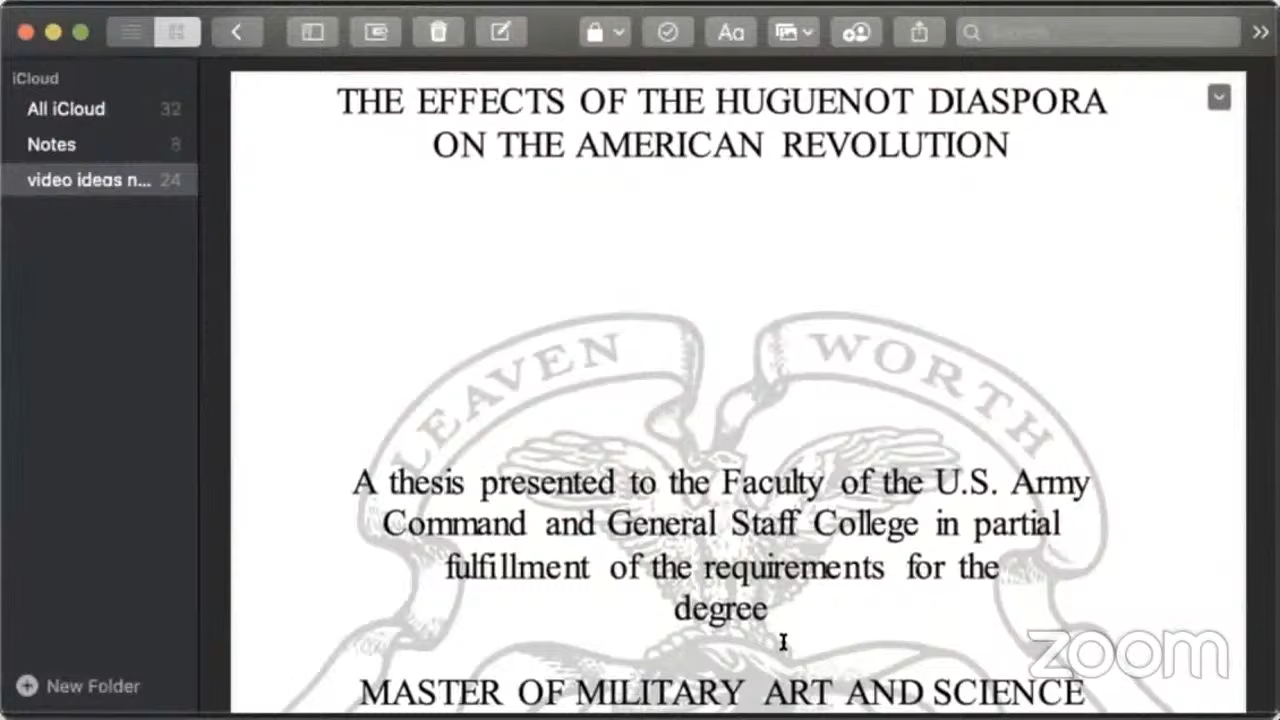 Aa
iCloud
All iCloud 32
Notes 8
video ideas n... 24
New Folder
THE EFFECTS OF THE HUGUENOT DIASPORA
ON THE AMERICAN REVOLUTION
LEAVEN WORTH
A thesis presented to the Faculty of the U.S. Army
Command and General Staff College in partial
fulfillment of the requirements for the
degree
MASTER OF MILITARY ART AND SCIENCE
zoom